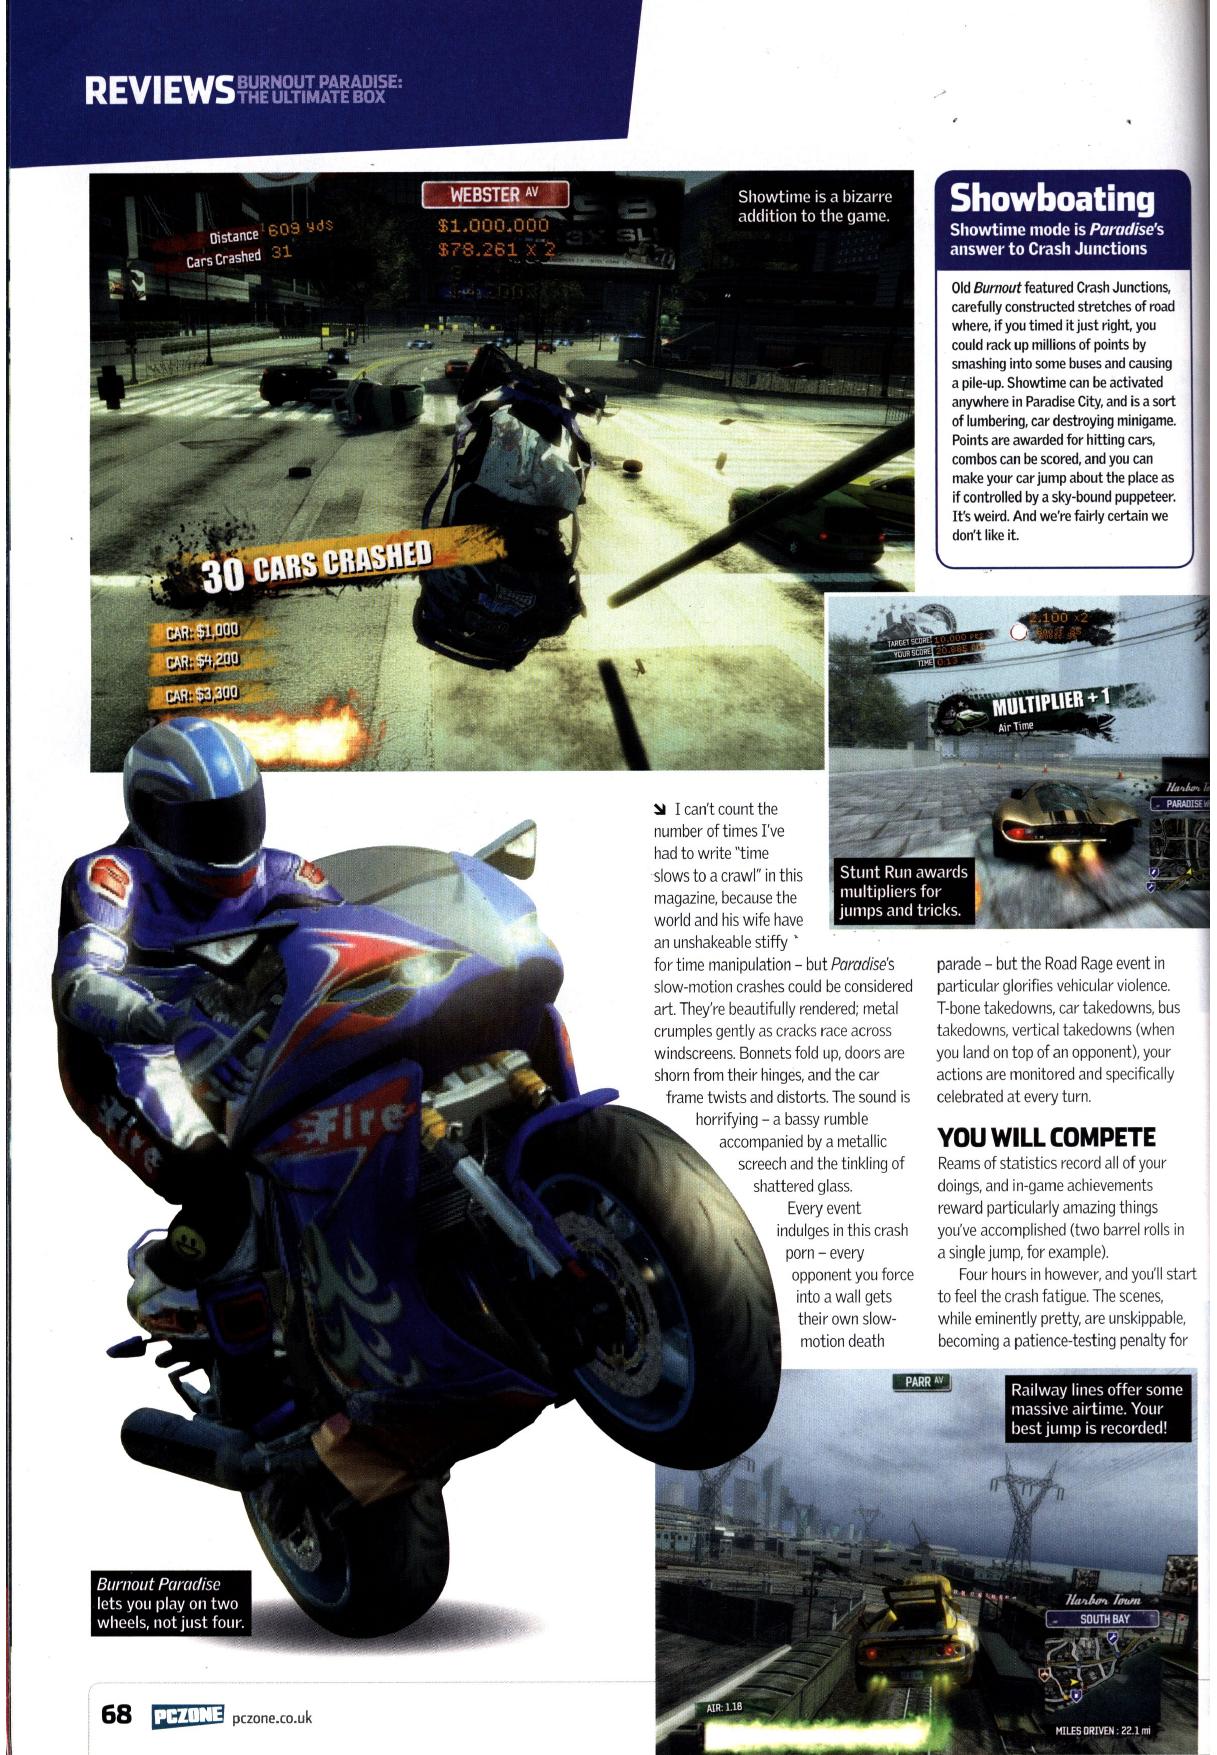 REVIEWS BURNOUT PARADISE:
THE ULTIMATE BOX
WEBSTER AV
Distance 609 yds
Cars Crashed 31
$1.000.000
$78.261 x 2
Showtime is a bizarre
addition to the game.
30 CARS CRASHED
CAR: $1,000
CAR: $4,200
CAR: $3,300
Showboating
Showtime mode is Paradise's
answer to Crash Junctions
Old Burnout featured Crash Junctions,
carefully constructed stretches of road
where, if you timed it just right, you
could rack up millions of points by
smashing into some buses and causing
a pile-up. Showtime can be activated
anywhere in Paradise City, and is a sort
of lumbering, car destroying minigame.
Points are awarded for hitting cars,
combos can be scored, and you can
make your car jump about the place as
if controlled by a sky-bound puppeteer.
It's weird. And we're fairly certain we
don't like it.
2.100 x2
TARGET SCORE: 10.000 PTS
YOUR SCORE:
TIME: 0:13
MULTIPLIER + 1
Air Time
PARADISE
Stunt Run awards
multipliers for
jumps and tricks.
I can't count the
number of times I've
had to write "time
slows to a crawl" in this
magazine, because the
world and his wife have
an unshakeable stiffy
for time manipulation – but Paradise's
slow-motion crashes could be considered
art. They're beautifully rendered; metal
crumples gently as cracks race across
windscreens. Bonnets fold up, doors are
shorn from their hinges, and the car
frame twists and distorts. The sound is
horrifying – a bassy rumble
accompanied by a metallic
screech and the tinkling of
shattered glass.
Every event
indulges in this crash
porn – every
opponent you force
into a wall gets
their own slow-
motion death
parade – but the Road Rage event in
particular glorifies vehicular violence.
T-bone takedowns, car takedowns, bus
takedowns, vertical takedowns (when
you land on top of an opponent), your
actions are monitored and specifically
celebrated at every turn.
YOU WILL COMPETE
Reams of statistics record all of your
doings, and in-game achievements
reward particularly amazing things
you've accomplished (two barrel rolls in
a single jump, for example).
Four hours in however, and you'll start
to feel the crash fatigue. The scenes,
while eminently pretty, are unskippable,
becoming a patience-testing penalty for
Fire
Fire
Burnout Paradise
lets you play on two
wheels, not just four.
PARR AV
Railway lines offer some
massive airtime. Your
best jump is recorded!
Harbor Town
SOUTH BAY
AIR: 1.18
MILES DRIVEN : 22.1 mi
68 PCZONE pczone.co.uk